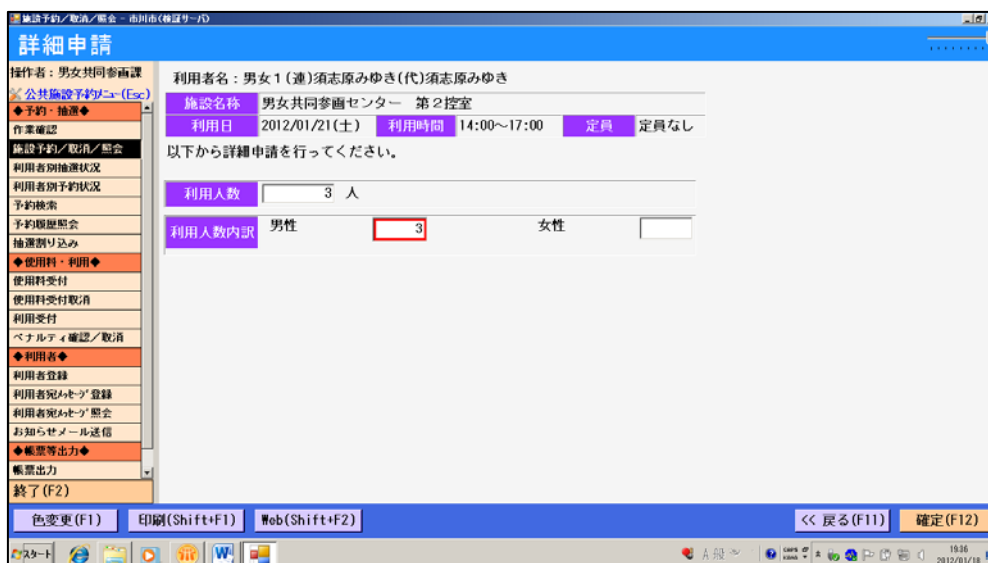 施設予約/取消/照会 - 市川市(検証サーバ)
詳細申請
操作者：男女共同参画課
公共施設予約メニュー(Esc)
◆予約・抽選◆
作業確認
施設予約/取消/照会
利用者別抽選状況
利用者別予約状況
予約検索
予約履歴照会
抽選割り込み
◆使用料・利用◆
使用料受付
使用料受付取消
利用受付
ペナルティ確認/取消
◆利用者◆
利用者登録
利用者宛メッセージ登録
利用者宛メッセージ照会
お知らせメール送信
◆帳票等出力◆
帳票出力
終了(F2)
利用者名：男女１(連)須志原みゆき(代)須志原みゆき
施設名称 男女共同参画センター　第２控室
利用日 2012/01/21(土) 利用時間 14:00～17:00 定員 定員なし
以下から詳細申請を行ってください。
利用人数 3 人
利用人数内訳 男性 3 女性
色変更(F1) 印刷(Shift+F1) Web(Shift+F2) << 戻る(F11) 確定(F12)
スタート A 般 CAPS KANA 19:36
2012/01/18